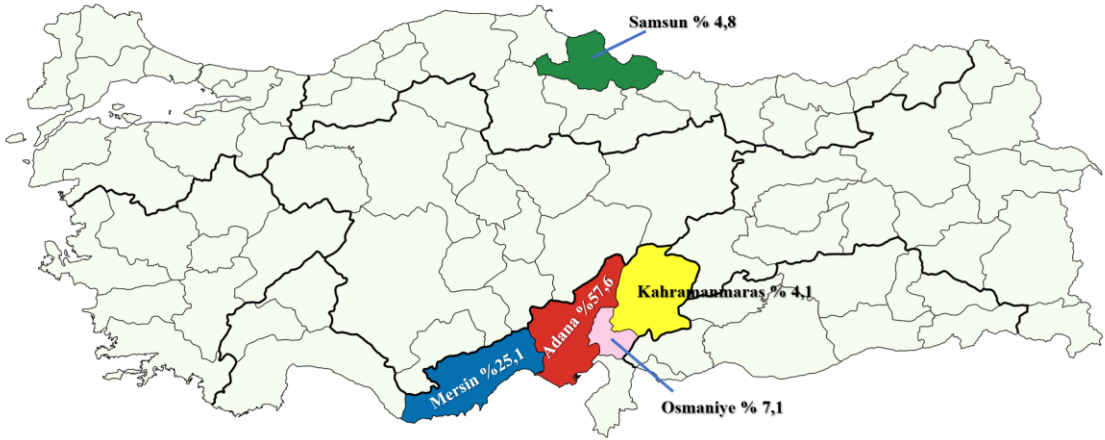 Samsun % 4,8
Kahramanmaraş % 4,1
Adana %57,6
Mersin %25,1
Osmaniye % 7,1